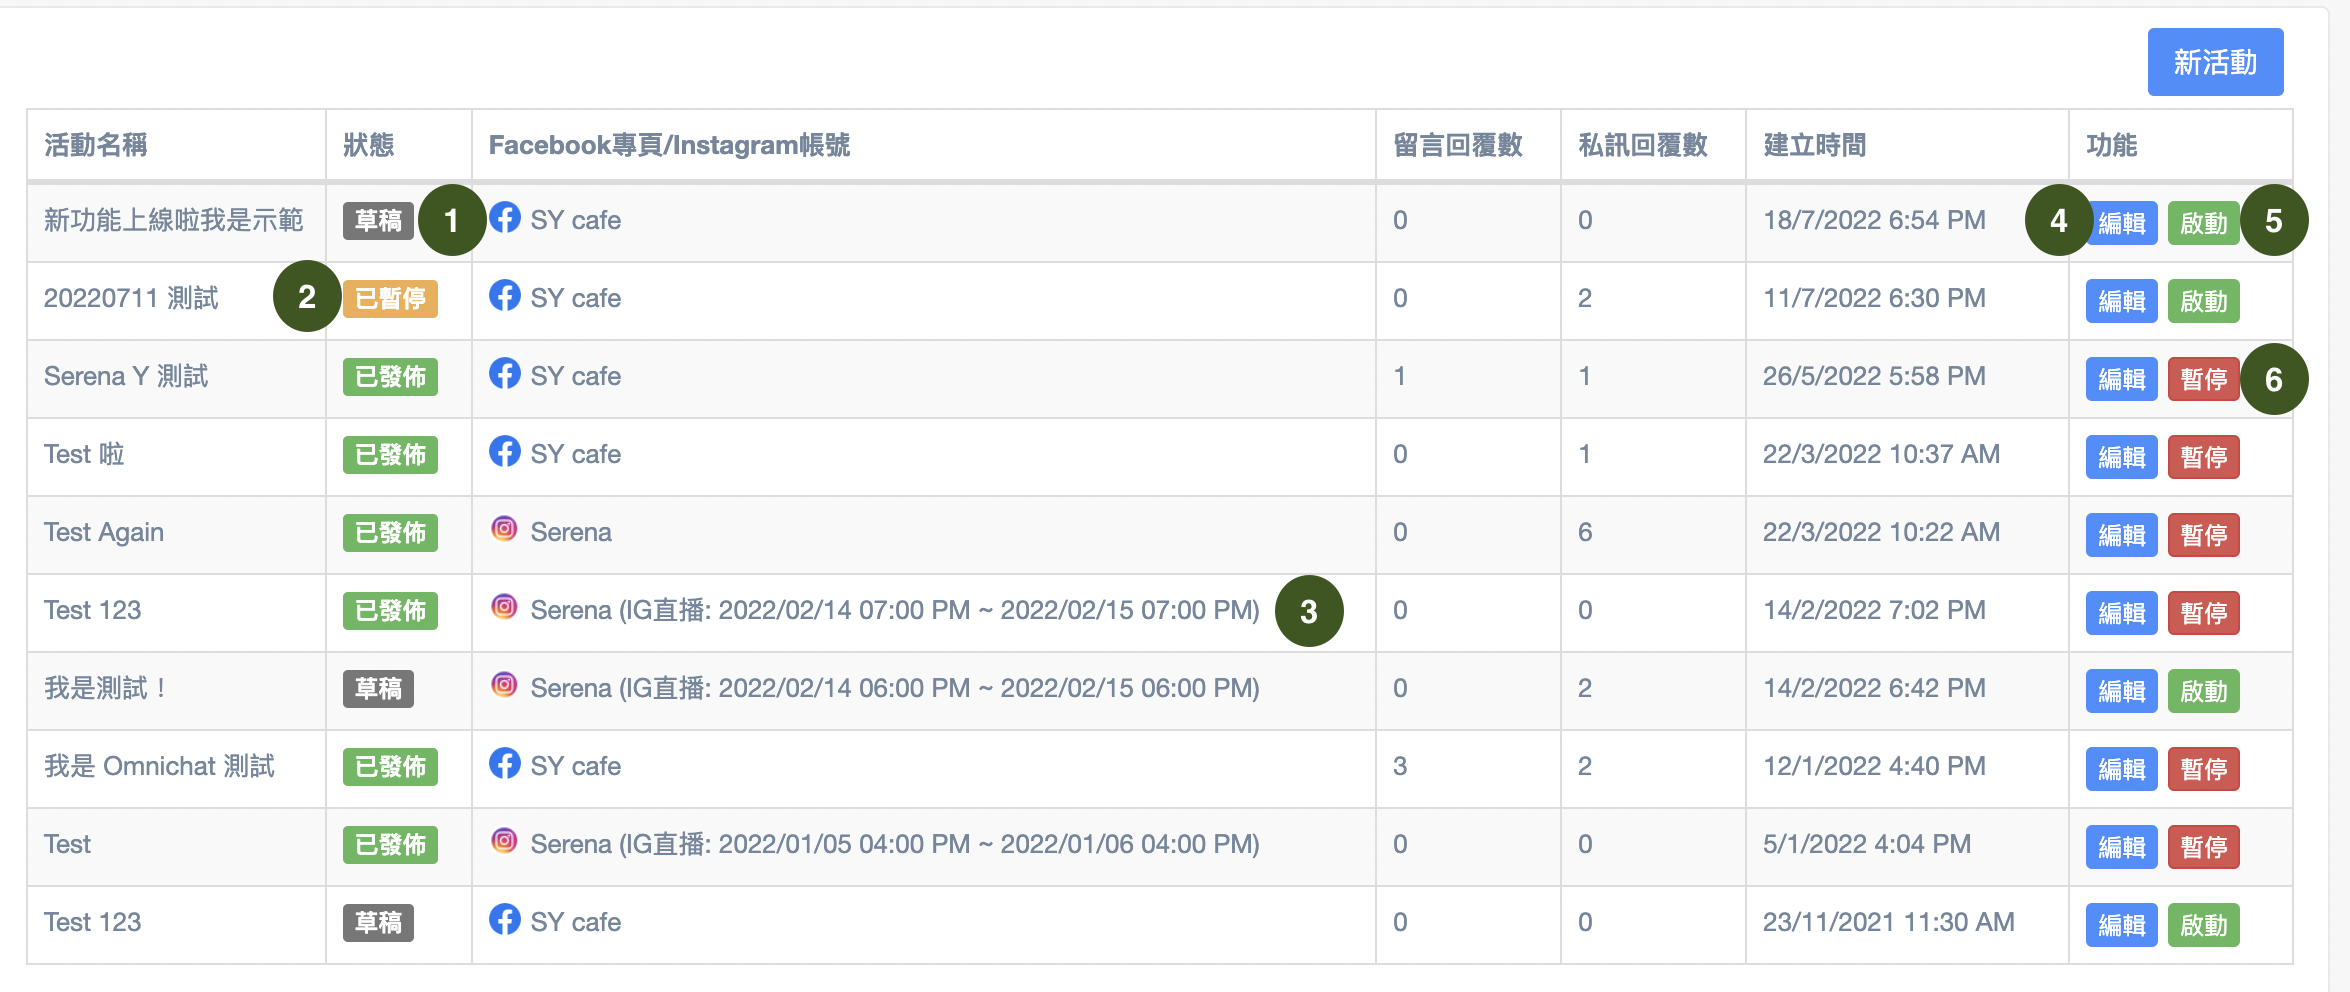 新活動
活動名稱 狀態 Facebook專頁/Instagram帳號 留言回覆數 私訊回覆數 建立時間 功能
新功能上線啦我是示範 草稿 1 SY cafe 0 0 18/7/2022 6:54 PM 4 編輯 啟動 5
20220711 測試 2 已暫停 SY cafe 0 2 11/7/2022 6:30 PM 編輯 啟動
Serena Y 測試 已發佈 SY cafe 1 1 26/5/2022 5:58 PM 編輯 暫停 6
Test 啦 已發佈 SY cafe 0 1 22/3/2022 10:37 AM 編輯 暫停
Test Again 已發佈 Serena 0 6 22/3/2022 10:22 AM 編輯 暫停
Test 123 已發佈 Serena (IG直播: 2022/02/14 07:00 PM ~ 2022/02/15 07:00 PM) 3 0 0 14/2/2022 7:02 PM 編輯 暫停
我是測試！ 草稿 Serena (IG直播: 2022/02/14 06:00 PM ~ 2022/02/15 06:00 PM) 0 2 14/2/2022 6:42 PM 編輯 啟動
我是 Omnichat 測試 已發佈 SY cafe 3 2 12/1/2022 4:40 PM 編輯 暫停
Test 已發佈 Serena (IG直播: 2022/01/05 04:00 PM ~ 2022/01/06 04:00 PM) 0 0 5/1/2022 4:04 PM 編輯 暫停
Test 123 草稿 SY cafe 0 0 23/11/2021 11:30 AM 編輯 啟動